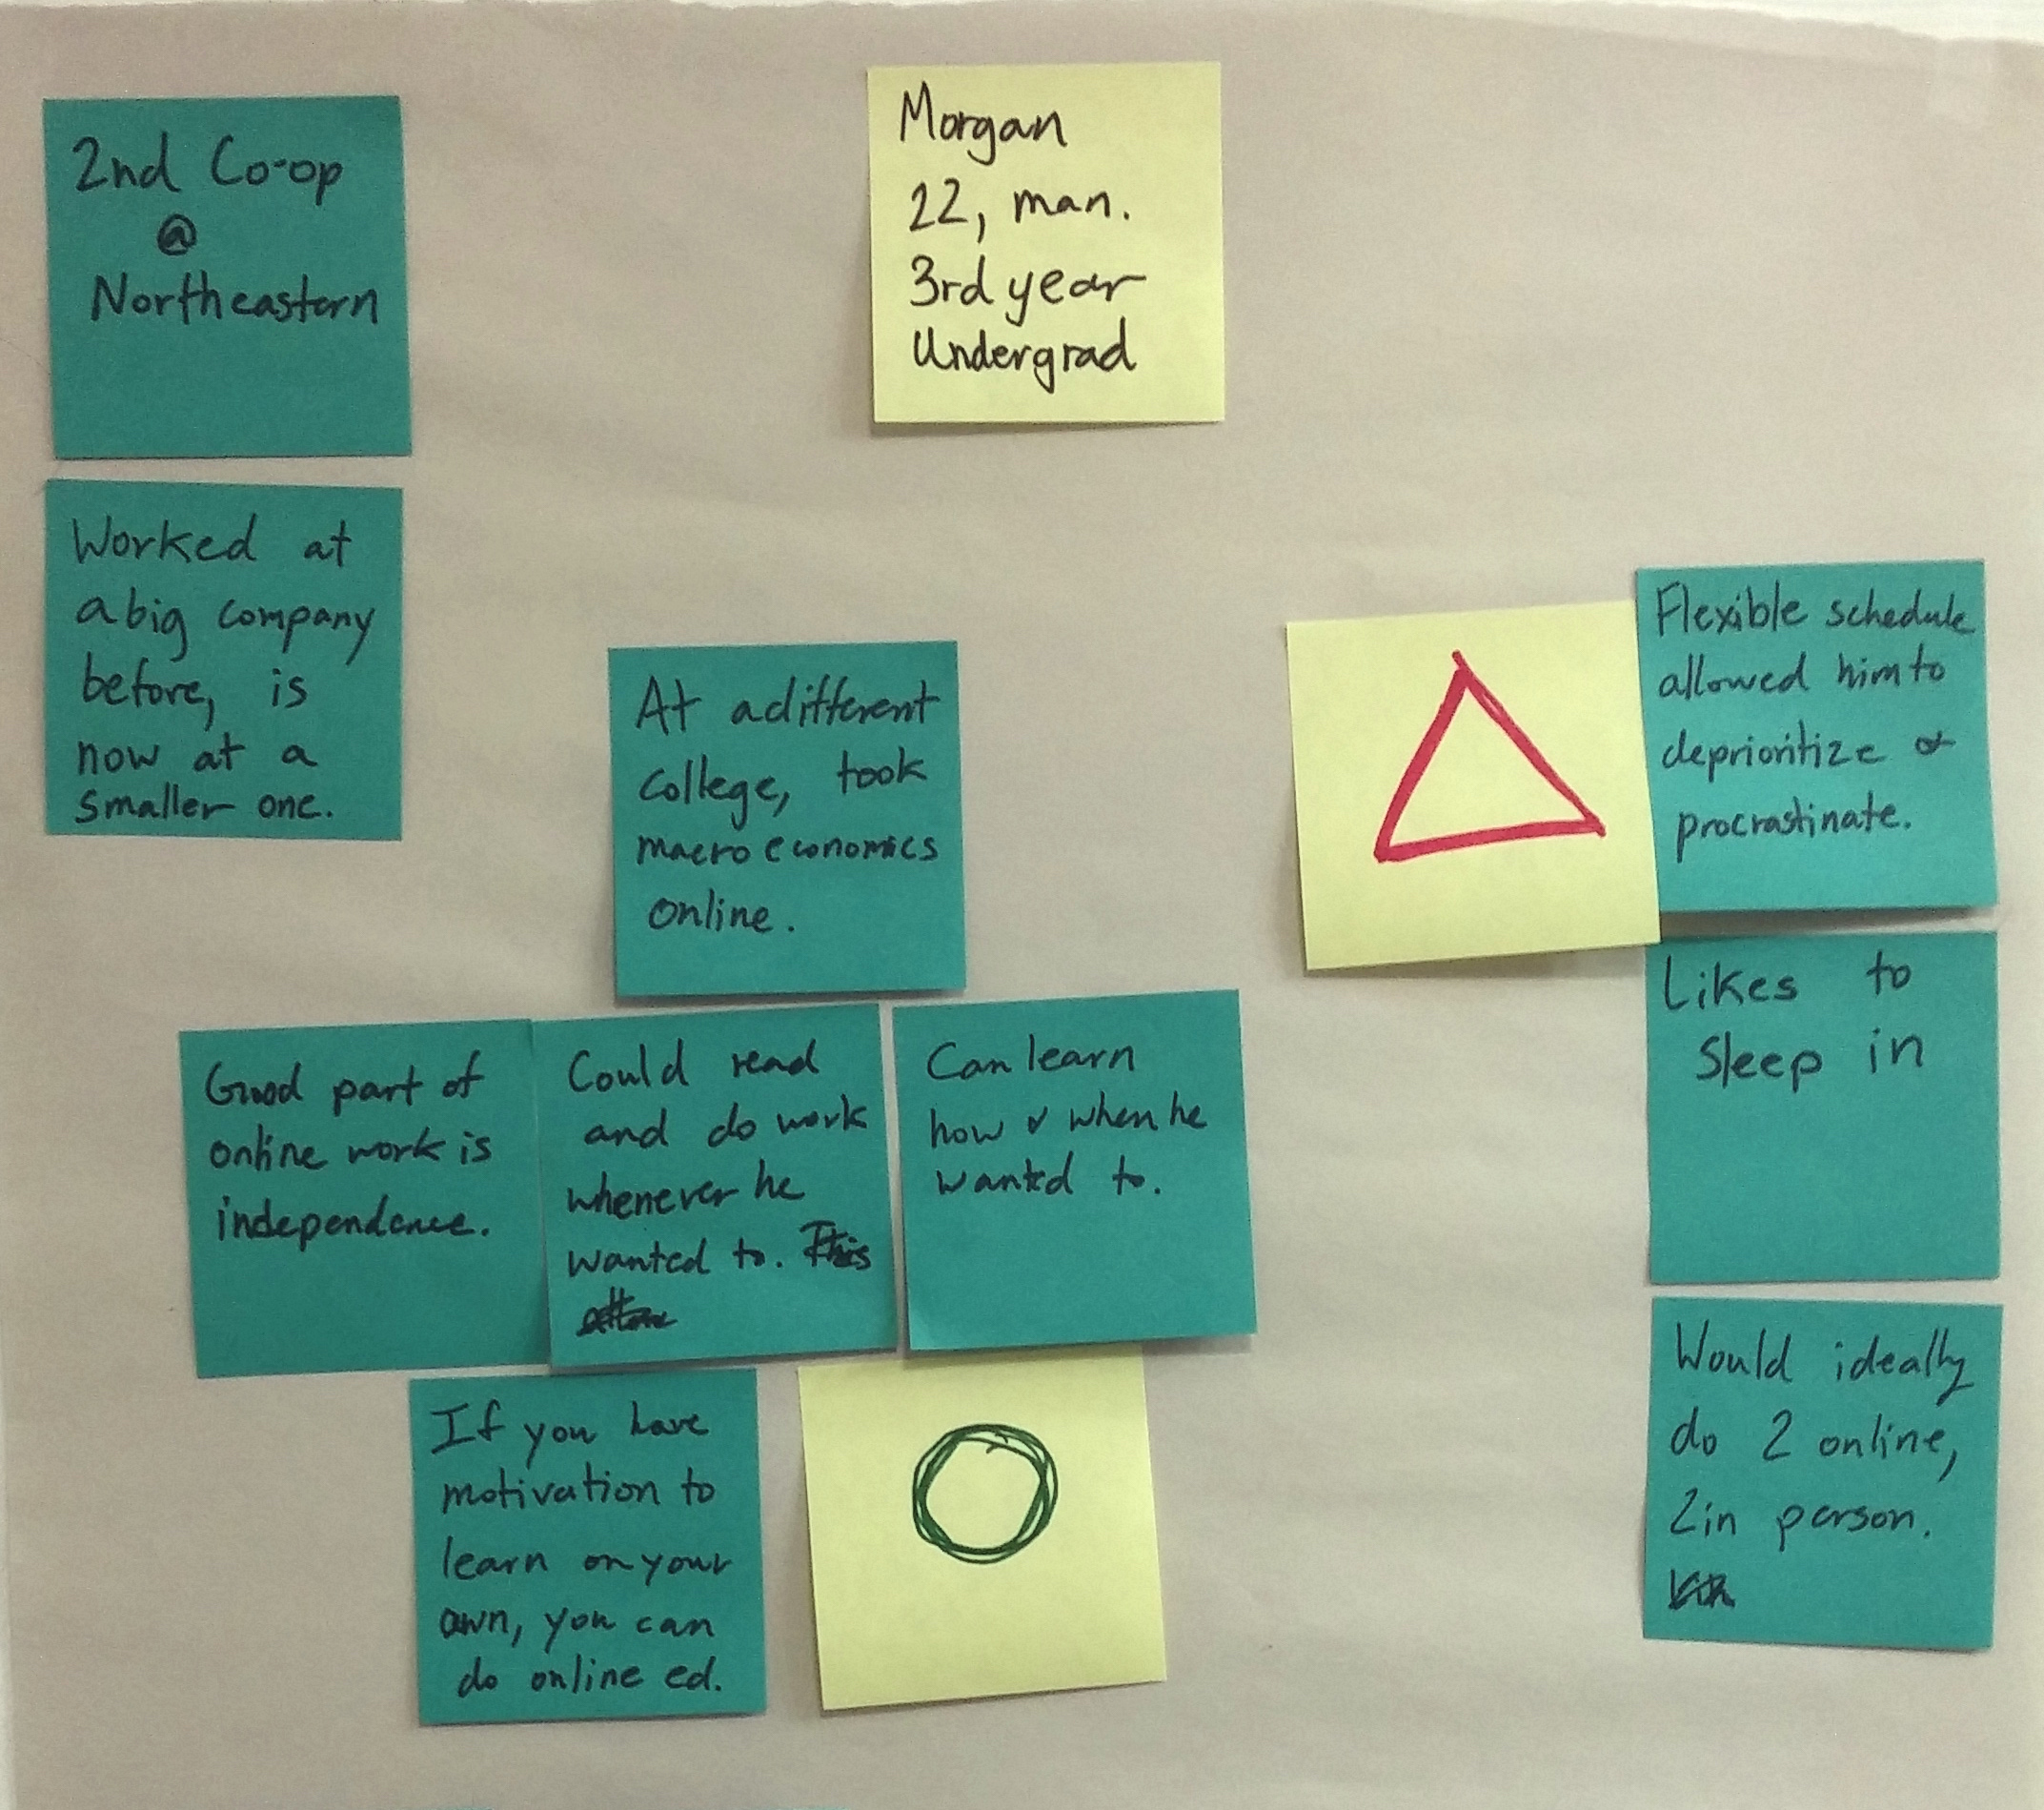 2nd Co-op
@
Northeastern
Morgan
22, man.
3rd year
Undergrad
Worked at
a big company
before, is
now at a
smaller one.
At a different
college, took
macroeconomics
online.
Flexible schedule
allowed him to
deprioritize &
procrastinate.
Likes to
sleep in
Good part of
online work is
independence.
Could read
and do work
whenever he
wanted to. This
Can learn
how & when he
wanted to.
If you have
motivation to
learn on your
own, you can
do online ed.
Would ideally
do 2 online,
2 in person.